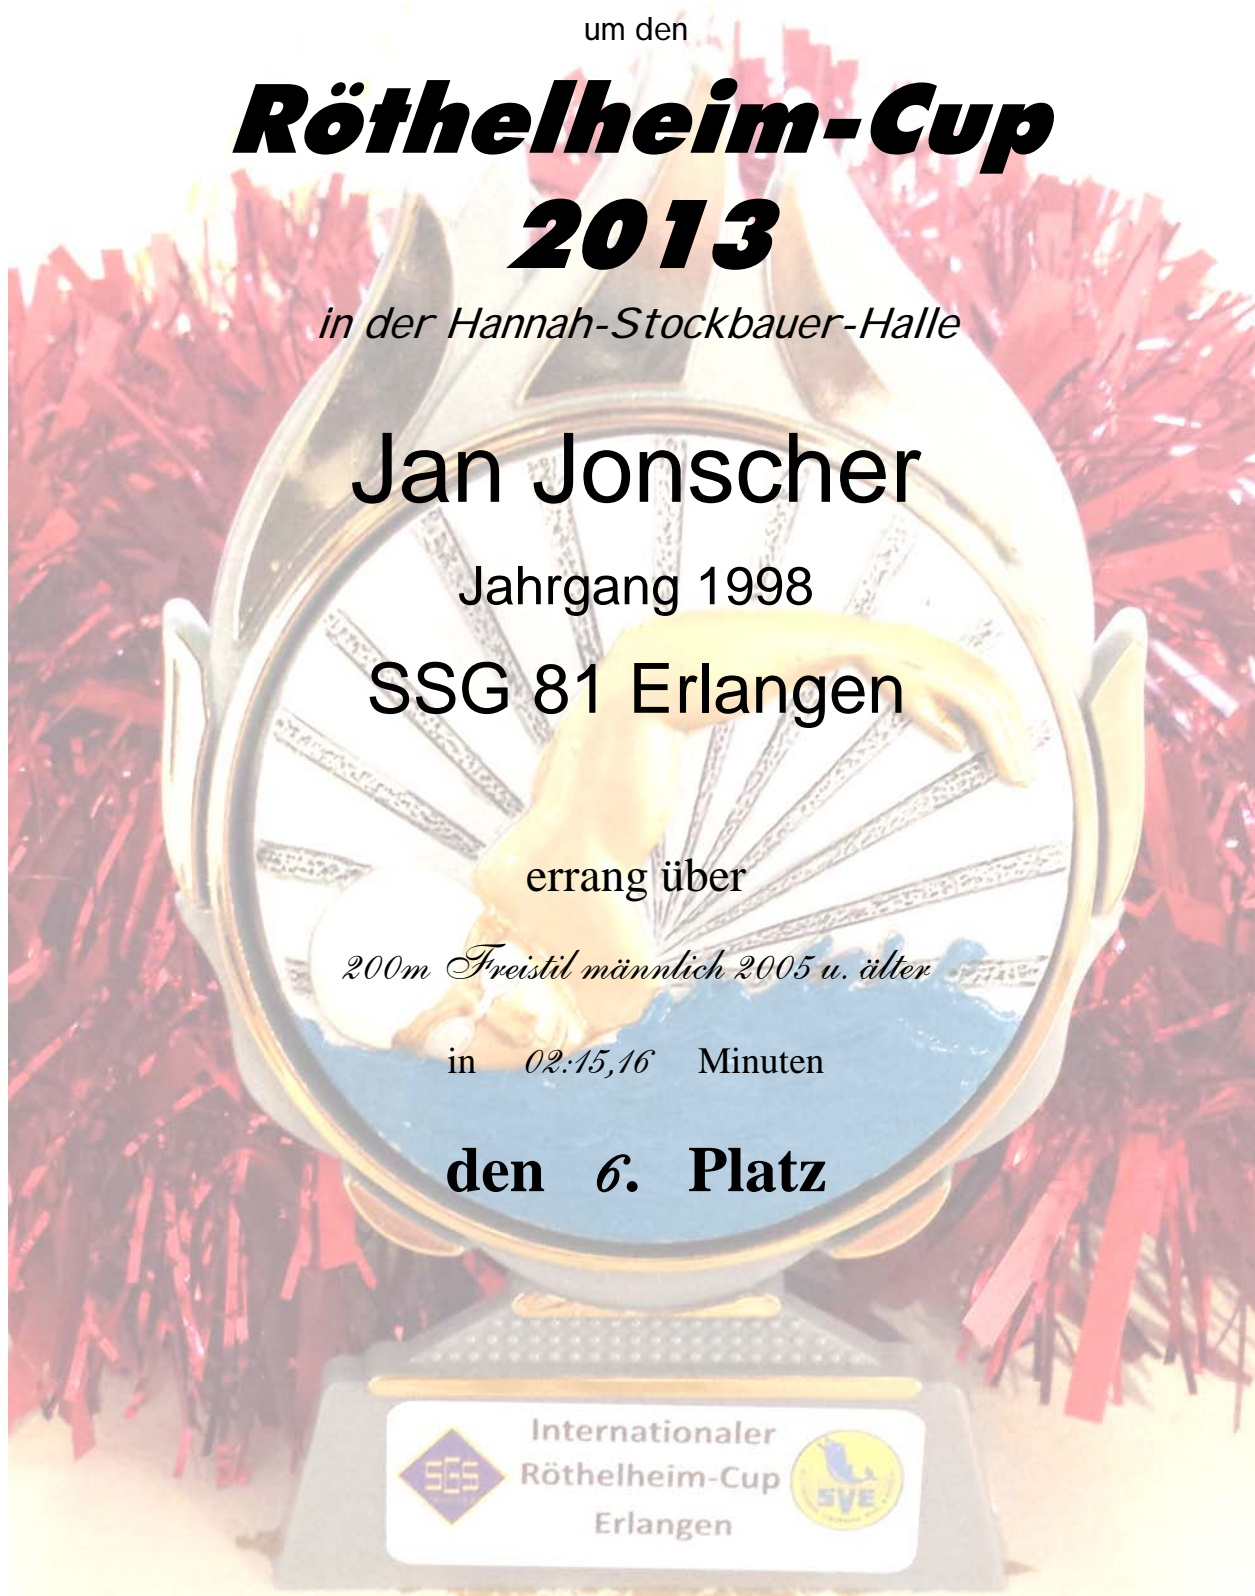 um den
Röthelheim-Cup
2013
in der Hannah-Stockbauer-Halle
Jan Jonscher
Jahrgang 1998
SSG 81 Erlangen
errang über
200m Freistil männlich 2005 u. älter
in 02:15,16 Minuten
den 6. Platz
Internationaler
SGS Röthelheim-Cup SVE
Erlangen